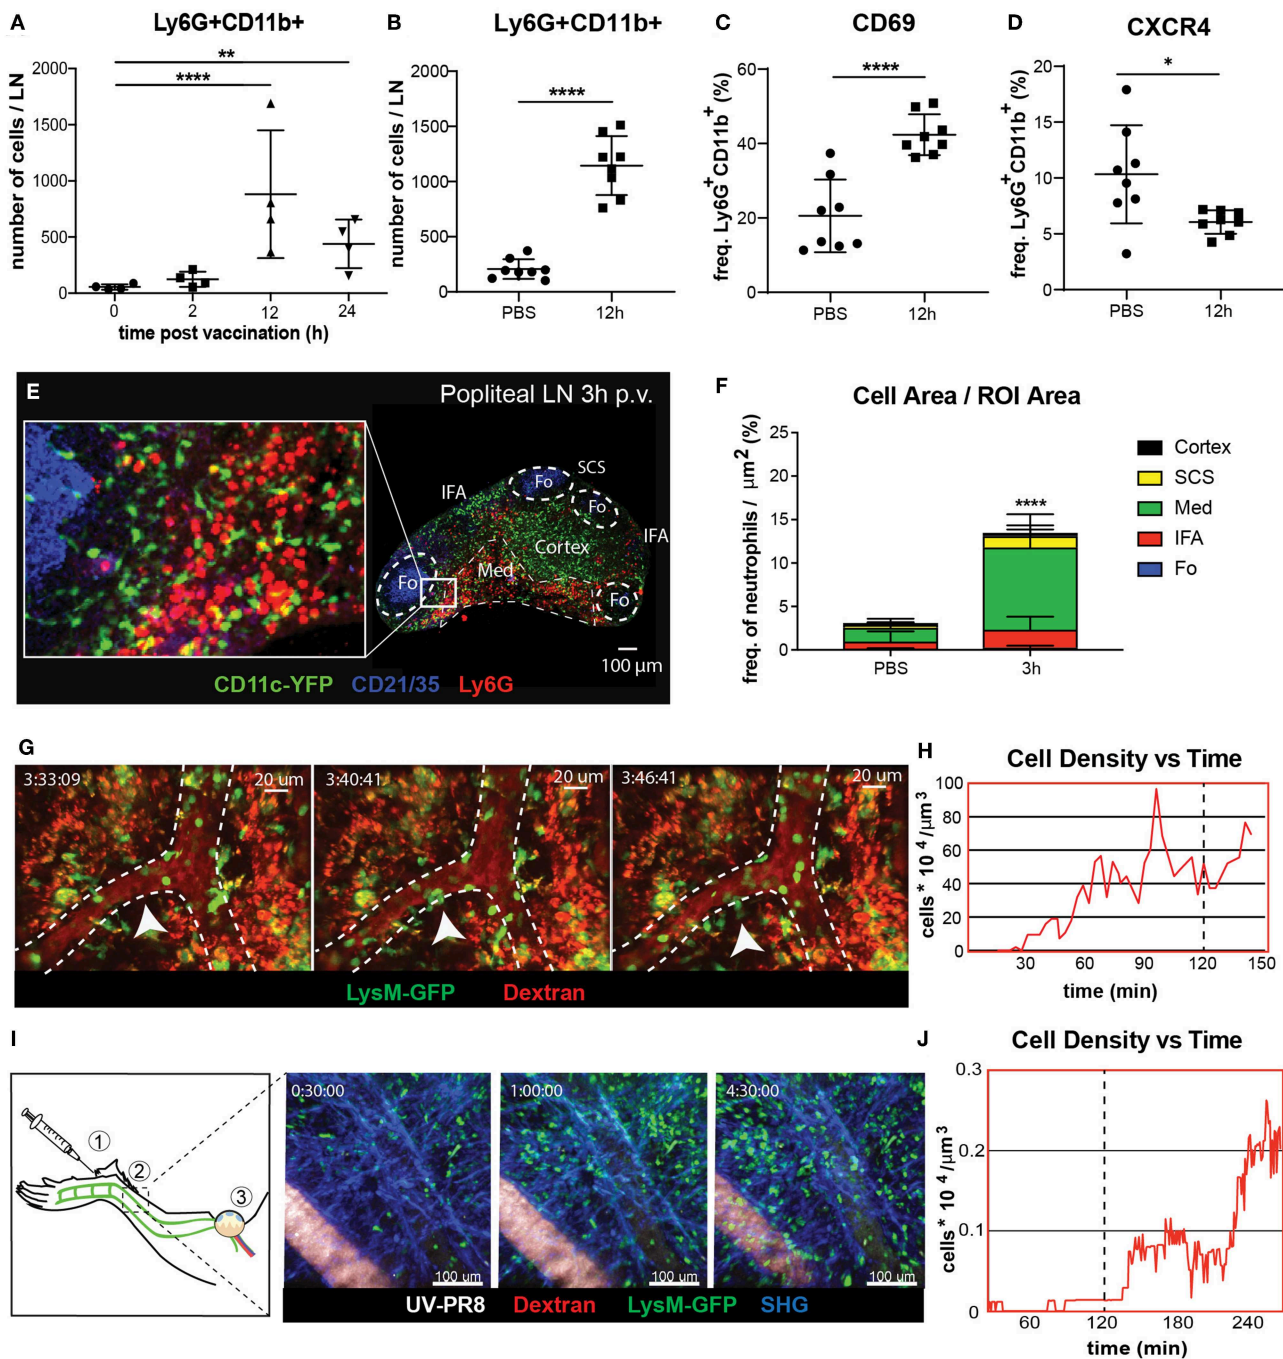 A
Ly6G+CD11b+
number of cells / LN
2000
1500
1000
500
0
**
****
0
2
12
24
time post vaccination (h)
B
Ly6G+CD11b+
number of cells / LN
2000
1500
1000
500
0
****
PBS
12h
C
CD69
freq. Ly6G+CD11b+ (%)
60
40
20
0
****
PBS
12h
D
CXCR4
freq. Ly6G+CD11b+ (%)
20
15
10
5
0
*
PBS
12h
E
Popliteal LN 3h p.v.
SCS
IFA
Fo
Fo
IFA
Cortex
Med
Fo
Fo
100 µm
CD11c-YFP CD21/35 Ly6G
F
Cell Area / ROI Area
freq. of neutrophils / µm2 (%)
25
20
15
10
5
0
****
PBS
3h
Cortex
SCS
Med
IFA
Fo
G
3:33:09
20 um
3:40:41
20 um
3:46:41
20 um
LysM-GFP Dextran
H
Cell Density vs Time
cells* 10 4 /µm 3
100
80
60
40
20
0
30
60
90
120
150
time (min)
I
1
2
3
0:30:00
100 um
1:00:00
100 um
4:30:00
100 um
UV-PR8 Dextran LysM-GFP SHG
J
Cell Density vs Time
cells* 10 4 /µm 3
0.3
0.2
0.1
0
60
120
180
240
time (min)